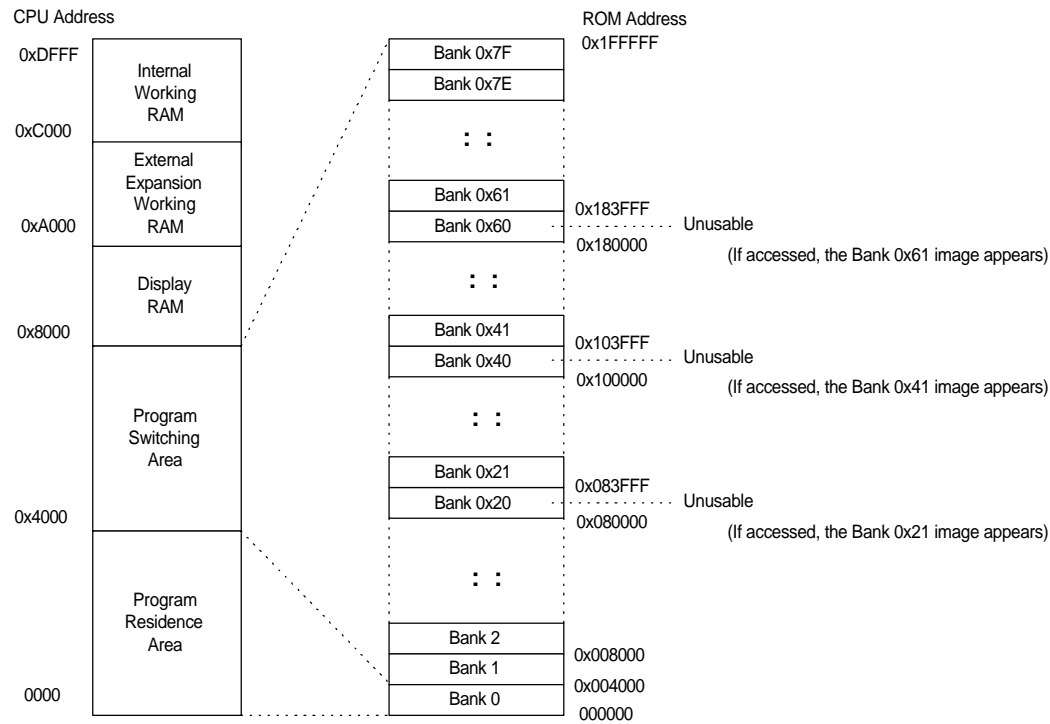 CPU Address
0xDFFF
Internal
Working
RAM
0xC000
External
Expansion
Working
RAM
0xA000
Display
RAM
0x8000
Program
Switching
Area
0x4000
Program
Residence
Area
0000
ROM Address
0x1FFFFF
Bank 0x7F
Bank 0x7E
: :
Bank 0x61
0x183FFF
Bank 0x60
Unusable
0x180000
(If accessed, the Bank 0x61 image appears)
: :
Bank 0x41
0x103FFF
Bank 0x40
Unusable
0x100000
(If accessed, the Bank 0x41 image appears)
: :
Bank 0x21
0x083FFF
Bank 0x20
Unusable
0x080000
(If accessed, the Bank 0x21 image appears)
: :
Bank 2
0x008000
Bank 1
0x004000
Bank 0
000000